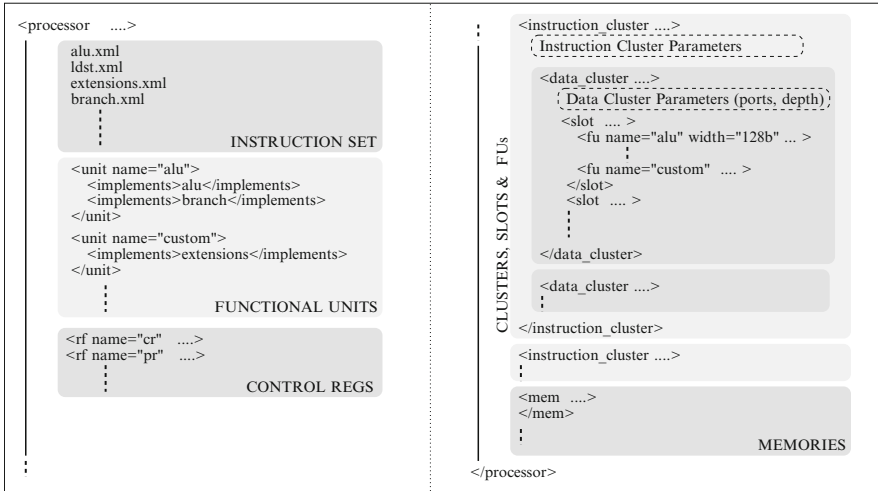 <processor ....>
alu.xml
ldst.xml
extensions.xml
branch.xml
INSTRUCTION SET
<unit name="alu">
<implements>alu</implements>
<implements>branch</implements>
</unit>
<unit name="custom">
<implements>extensions</implements>
</unit>
FUNCTIONAL UNITS
<rf name="cr" ....>
<rf name="pr" ....>
CONTROL REGS
CLUSTERS, SLOTS & FUs
<instruction_cluster ....>
Instruction Cluster Parameters
<data_cluster ....>
Data Cluster Parameters (ports, depth)
<slot .... >
<fu name="alu" width="128b" ... >
<fu name="custom" .... >
</slot>
<slot .... >
</data_cluster>
<data_cluster ....>
</instruction_cluster>
<instruction_cluster ....>
<mem ....>
</mem>
MEMORIES
</processor>